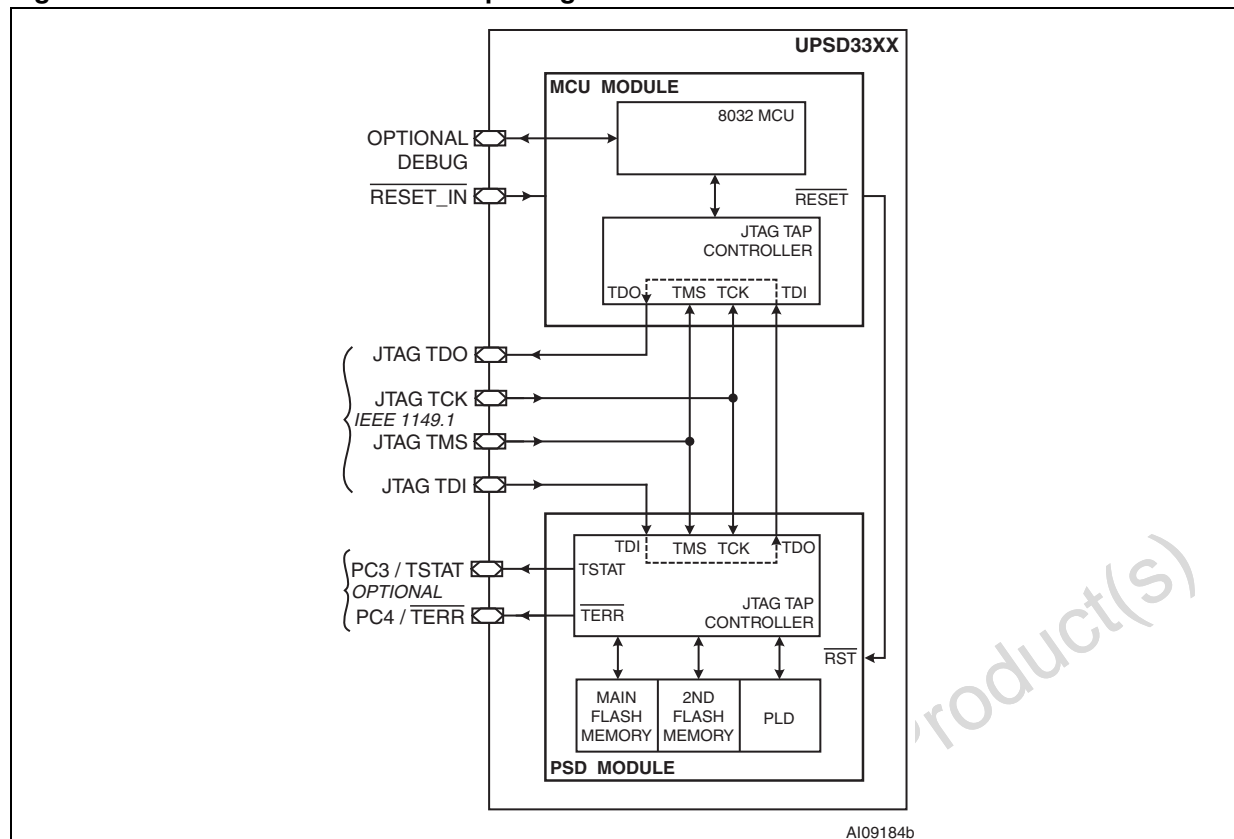 UPSD33XX
MCU MODULE
8032 MCU
OPTIONAL
DEBUG
RESET_IN
RESET
JTAG TAP
CONTROLLER
TDO TMS TCK TDI
JTAG TDO
JTAG TCK
IEEE 1149.1
JTAG TMS
JTAG TDI
TDI TMS TCK TDO
PC3 / TSTAT
TSTAT
OPTIONAL
PC4 / TERR
TERR
JTAG TAP
CONTROLLER
RST
MAIN
FLASH
MEMORY
2ND
FLASH
MEMORY
PLD
PSD MODULE
AI09184b